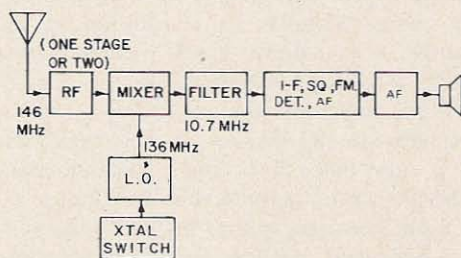 (ONE STAGE
OR TWO)
RF
MIXER
FILTER
I-F, SQ, FM.
DET., AF
AF
146
MHz
10.7 MHz
136 MHz
L.O.
XTAL
SWITCH